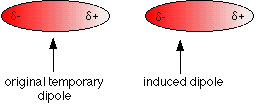 δ- δ+ δ- δ+
original temporary induced dipole
dipole